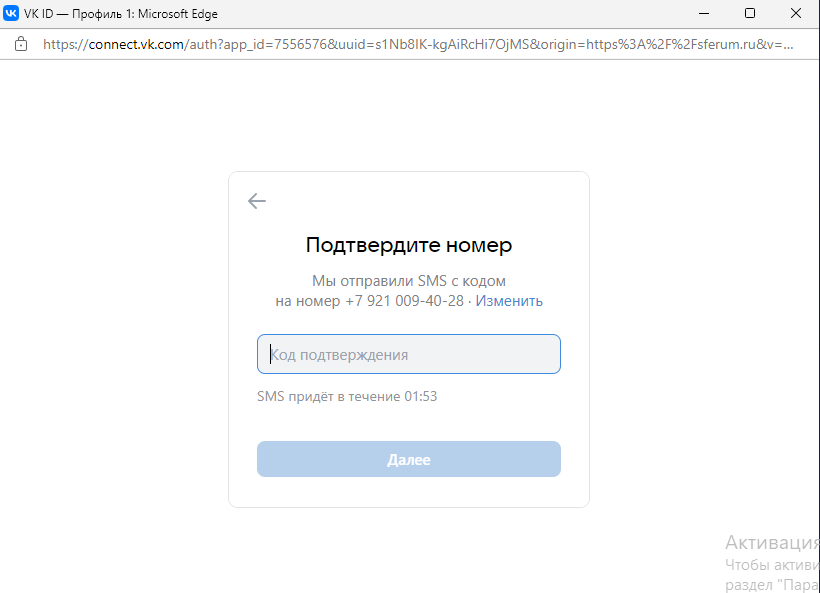 VK ID — Профиль 1: Microsoft Edge
https://connect.vk.com/auth?app_id=7556576&uuid=s1Nb8IK-kgAiRcHi7OjMS&origin=https%3A%2F%2Fsferum.ru&v=...
Подтвердите номер
Мы отправили SMS с кодом
на номер +7 921 009-40-28 · Изменить
Код подтверждения
SMS придёт в течение 01:53
Далее
Активация
Чтобы активи
раздел "Пара